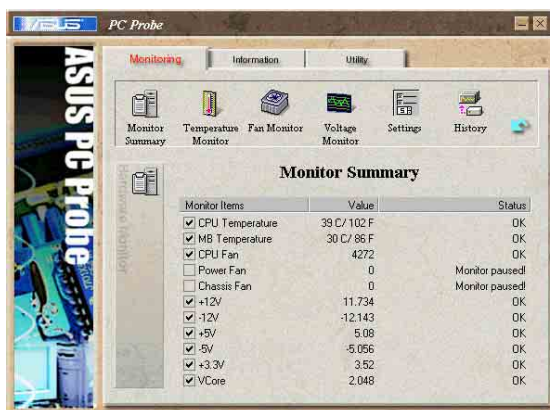 ASUS PC Probe
Monitoring Information Utility
Monitor Summary
Temperature Monitor
Fan Monitor
Voltage Monitor
Settings
History
ASUS PC Probe
Hardware Monitor
Monitor Summary
Monitor Items Value Status
CPU Temperature 39 C/ 102 F OK
MB Temperature 30 C/ 86 F OK
CPU Fan 4272 OK
Power Fan 0 Monitor paused!
Chassis Fan 0 Monitor paused!
+12V 11.734 OK
-12V -12.143 OK
+5V 5.08 OK
-5V -5.056 OK
+3.3V 3.52 OK
VCore 2.048 OK